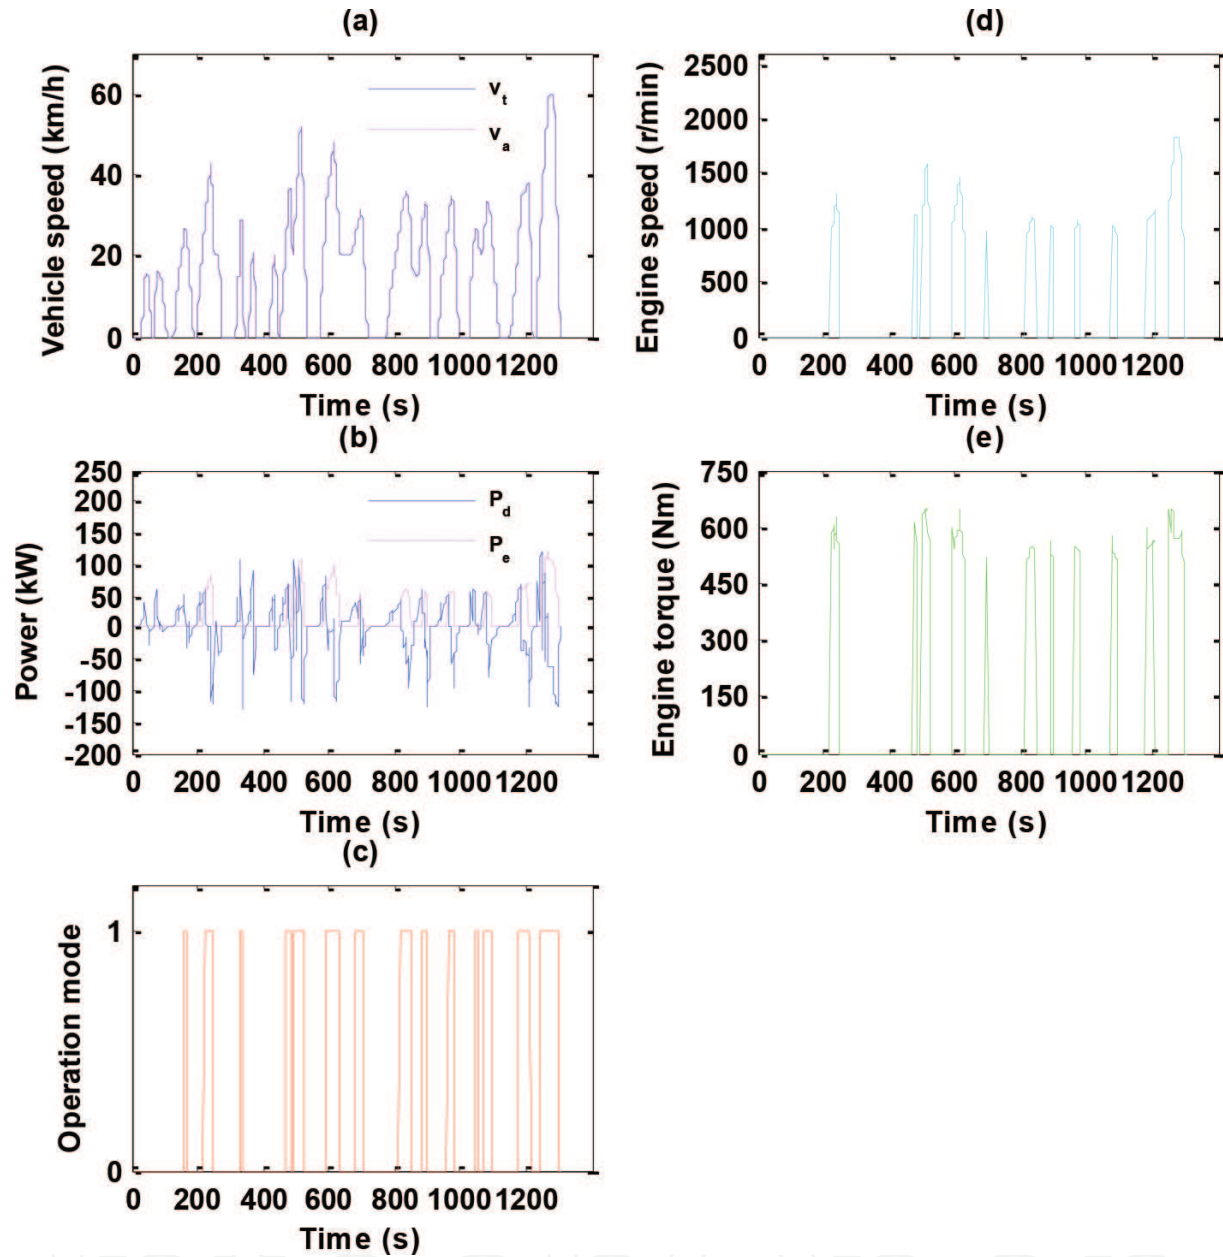 (a)
Vehicle speed (km/h)
60
40
20
0
v_t
v_a
0 200 400 600 800 1000 1200
Time (s)
(b)
Power (kW)
250
200
150
100
50
0
-50
-100
-150
-200
P_d
P_e
0 200 400 600 800 1000 1200
Time (s)
(c)
Operation mode
1
0
0 200 400 600 800 1000 1200
Time (s)
(d)
Engine speed (r/min)
2500
2000
1500
1000
500
0
0 200 400 600 800 1000 1200
Time (s)
(e)
Engine torque (Nm)
750
600
450
300
150
0
0 200 400 600 800 1000 1200
Time (s)